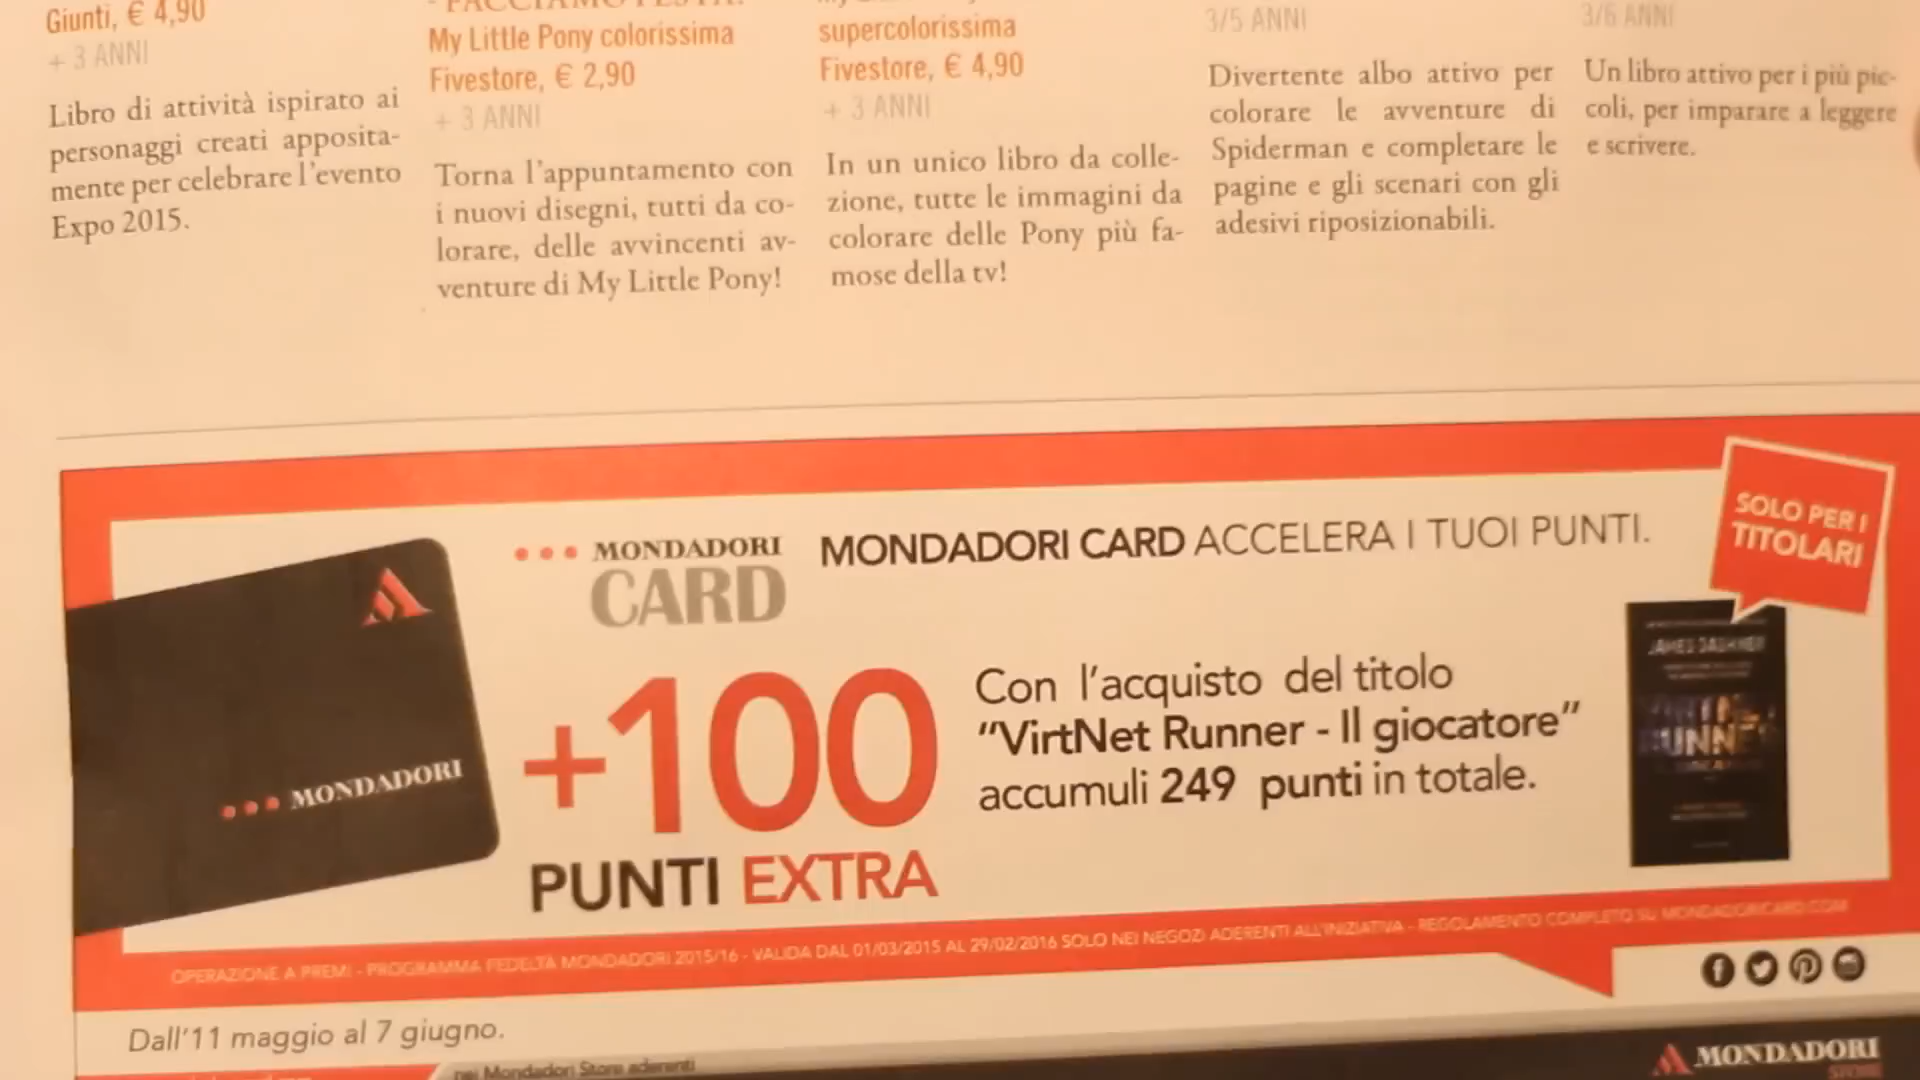 Giunti, € 4,90
+ 3 ANNI
Libro di attività ispirato ai
personaggi creati apposita-
mente per celebrare l'evento
Expo 2015.
- FACCIAMO FESTA!
My Little Pony colorissima
Fivestore, € 2,90
+ 3 ANNI
Torna l'appuntamento con
i nuovi disegni, tutti da co-
lorare, delle avvincenti av-
venture di My Little Pony!
supercolorissima
Fivestore, € 4,90
+ 3 ANNI
In un unico libro da colle-
zione, tutte le immagini da
colorare delle Pony più fa-
mose della tv!
3/5 ANNI
Divertente albo attivo per
colorare le avventure di
Spiderman e completare le
pagine e gli scenari con gli
adesivi riposizionabili.
3/6 ANNI
Un libro attivo per i più pic-
coli, per imparare a leggere
e scrivere.
MONDADORI
CARD
MONDADORI CARD ACCELERA I TUOI PUNTI.
SOLO PER I
TITOLARI
MONDADORI
+100
PUNTI EXTRA
Con l'acquisto del titolo
"VirtNet Runner - Il giocatore"
accumuli 249 punti in totale.
JAMES DASHNER
RUNNER
OPERAZIONE A PREMI - PROGRAMMA FEDELTÀ MONDADORI 2015/16 - VALIDA DAL 01/03/2015 AL 29/02/2016 SOLO NEI NEGOZI ADERENTI ALL'INIZIATIVA - REGOLAMENTO COMPLETO SU MONDADORICARD.COM
Dall'11 maggio al 7 giugno.
nei Mondadori Store aderenti
MONDADORI
STORE